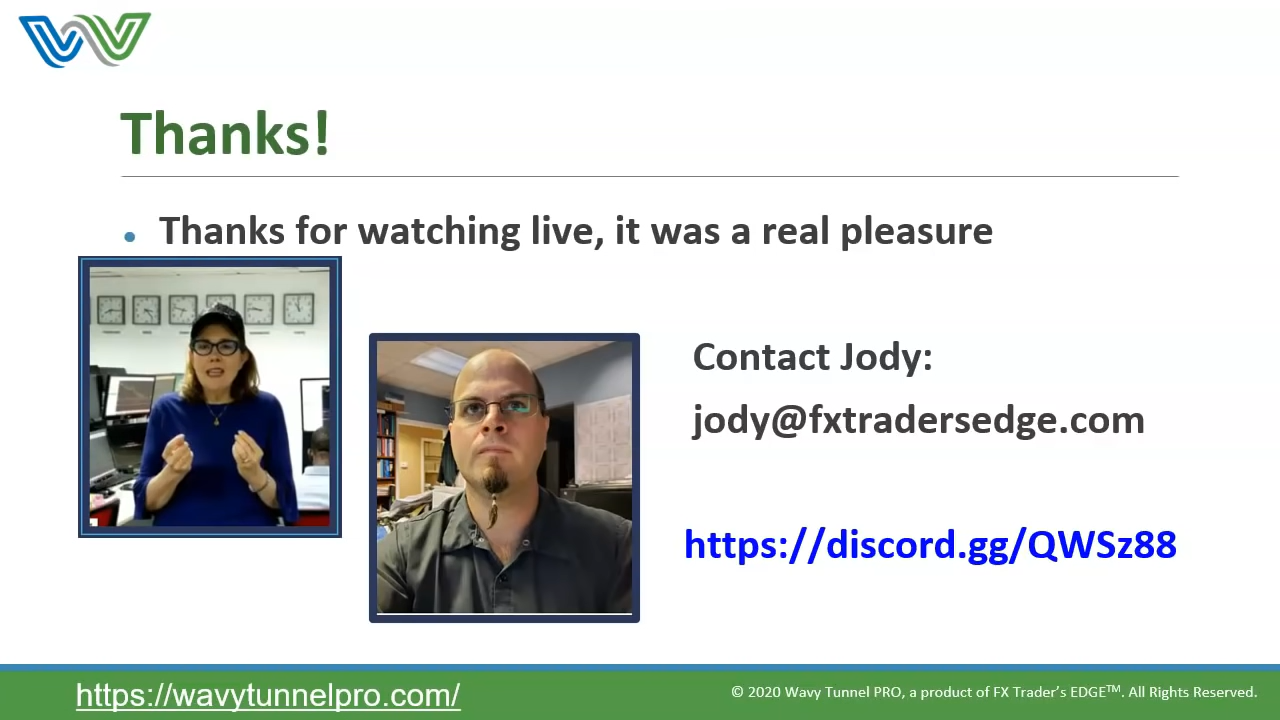 Thanks!
Thanks for watching live, it was a real pleasure
Contact Jody:
jody@fxtradersedge.com
https://discord.gg/QWSz88
https://wavytunnelpro.com/
© 2020 Wavy Tunnel PRO, a product of FX Trader’s EDGE™. All Rights Reserved.